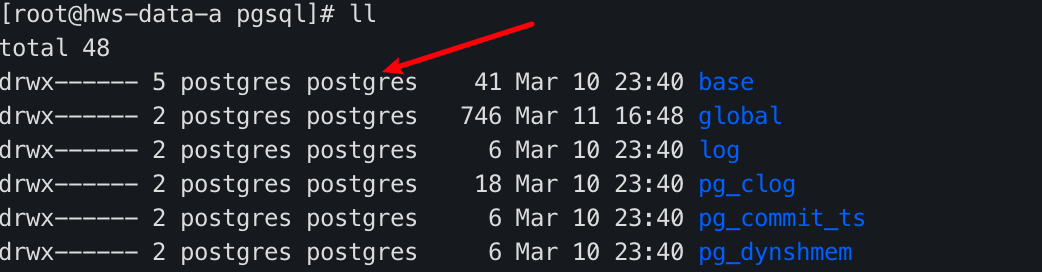 [root@hws-data-a pgsql]# ll
total 48
drwx------ 5 postgres postgres    41 Mar 10 23:40 base
drwx------ 2 postgres postgres   746 Mar 11 16:48 global
drwx------ 2 postgres postgres     6 Mar 10 23:40 log
drwx------ 2 postgres postgres    18 Mar 10 23:40 pg_clog
drwx------ 2 postgres postgres     6 Mar 10 23:40 pg_commit_ts
drwx------ 2 postgres postgres     6 Mar 10 23:40 pg_dynshmem